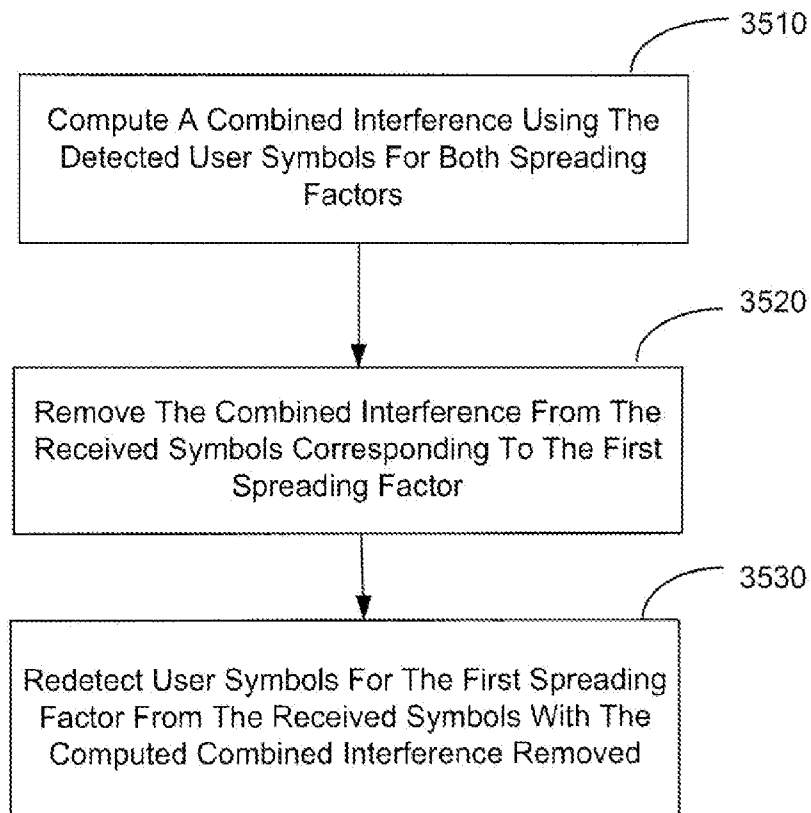 3510
Compute A Combined Interference Using The
Detected User Symbols For Both Spreading
Factors
3520
Remove The Combined Interference From The
Received Symbols Corresponding To The First
Spreading Factor
3530
Redetect User Symbols For The First Spreading
Factor From The Received Symbols With The
Computed Combined Interference Removed